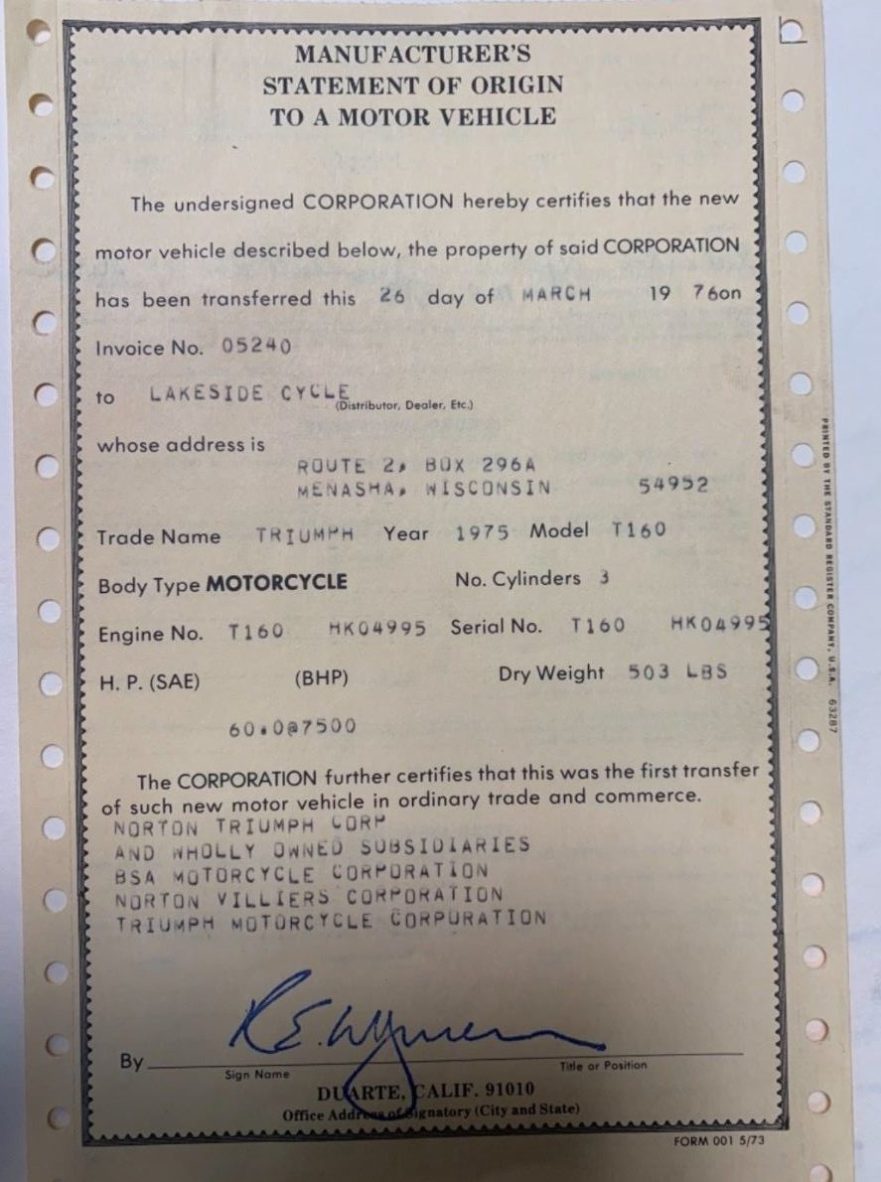 MANUFACTURER'S
STATEMENT OF ORIGIN
TO A MOTOR VEHICLE
The undersigned CORPORATION hereby certifies that the new
motor vehicle described below, the property of said CORPORATION
has been transferred this 26 day of MARCH 19 76on
Invoice No. 05240
to LAKESIDE CYCLE
(Distributor, Dealer, Etc.)
whose address is
ROUTE 2, BOX 296A
MENASHA, WISCONSIN 54952
Trade Name TRIUMPH Year 1975 Model T160
Body Type MOTORCYCLE No. Cylinders 3
Engine No. T160 HK04995 Serial No. T160 HK04995
H. P. (SAE) (BHP) Dry Weight 503 LBS
60.0@7500
The CORPORATION further certifies that this was the first transfer
of such new motor vehicle in ordinary trade and commerce.
NORTON TRIUMPH CORP
AND WHOLLY OWNED SUBSIDIARIES
BSA MOTORCYCLE CORPORATION
NORTON VILLIERS CORPORATION
TRIUMPH MOTORCYCLE CORPORATION
By
Sign Name Title or Position
DUARTE, CALIF. 91010
Office Address of Signatory (City and State)
FORM 001 5/73
PRINTED BY THE STANDARD REGISTER COMPANY, U.S.A. 63287